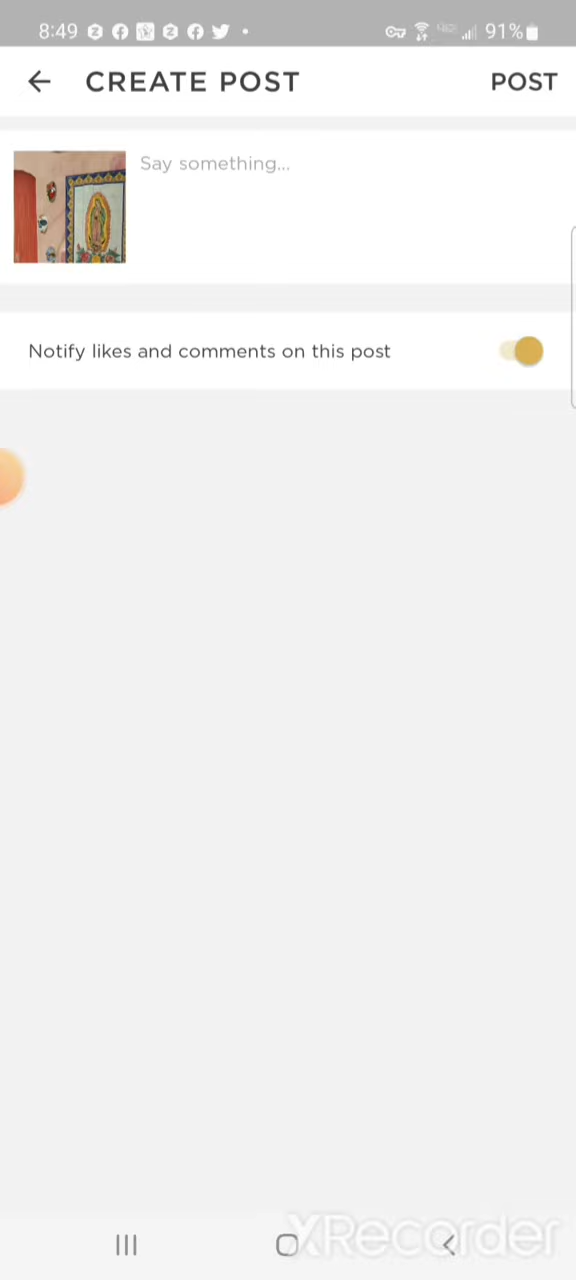 8:49
91%
CREATE POST
POST
Say something...
Notify likes and comments on this post
XRecorder